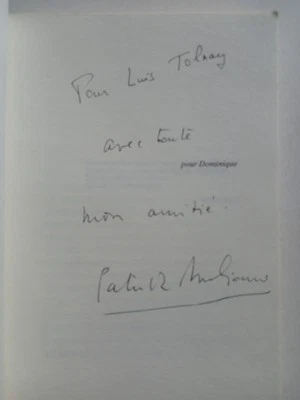 Pour Luis Tolnay
avec toute
pour Dominique
mon amitié.
Patrick Modiano